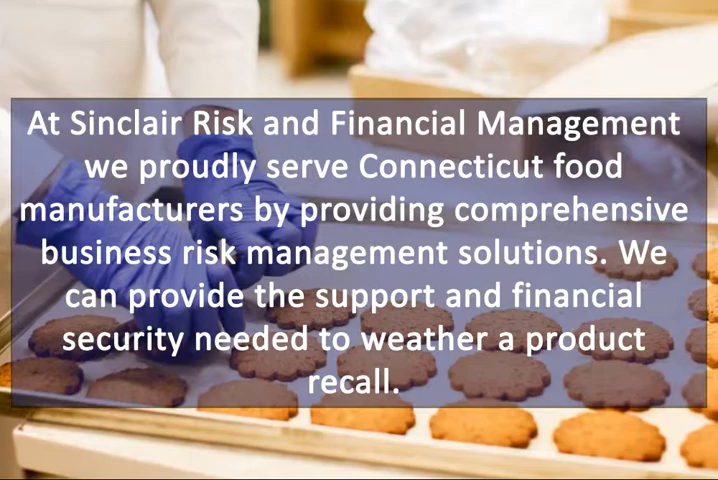 At Sinclair Risk and Financial Management
we proudly serve Connecticut food
manufacturers by providing comprehensive
business risk management solutions. We
can provide the support and financial
security needed to weather a product
recall.